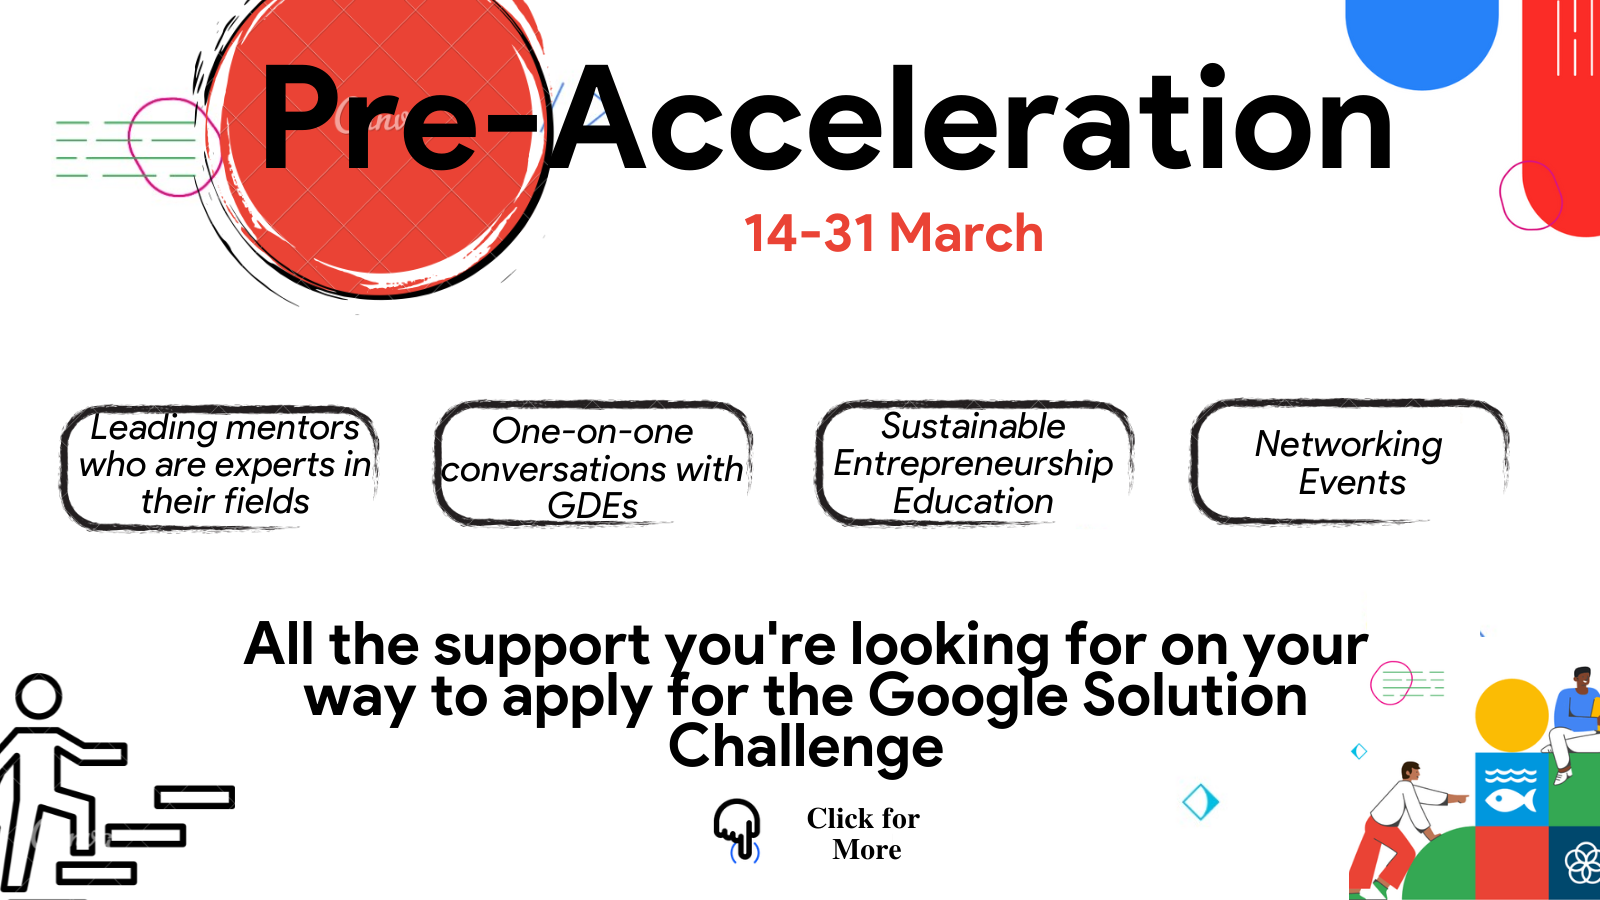 Pre-Acceleration
14-31 March
Leading mentors
who are experts in
their fields
One-on-one
conversations with
GDEs
Sustainable
Entrepreneurship
Education
Networking
Events
All the support you're looking for on your
way to apply for the Google Solution
Challenge
Click for
More